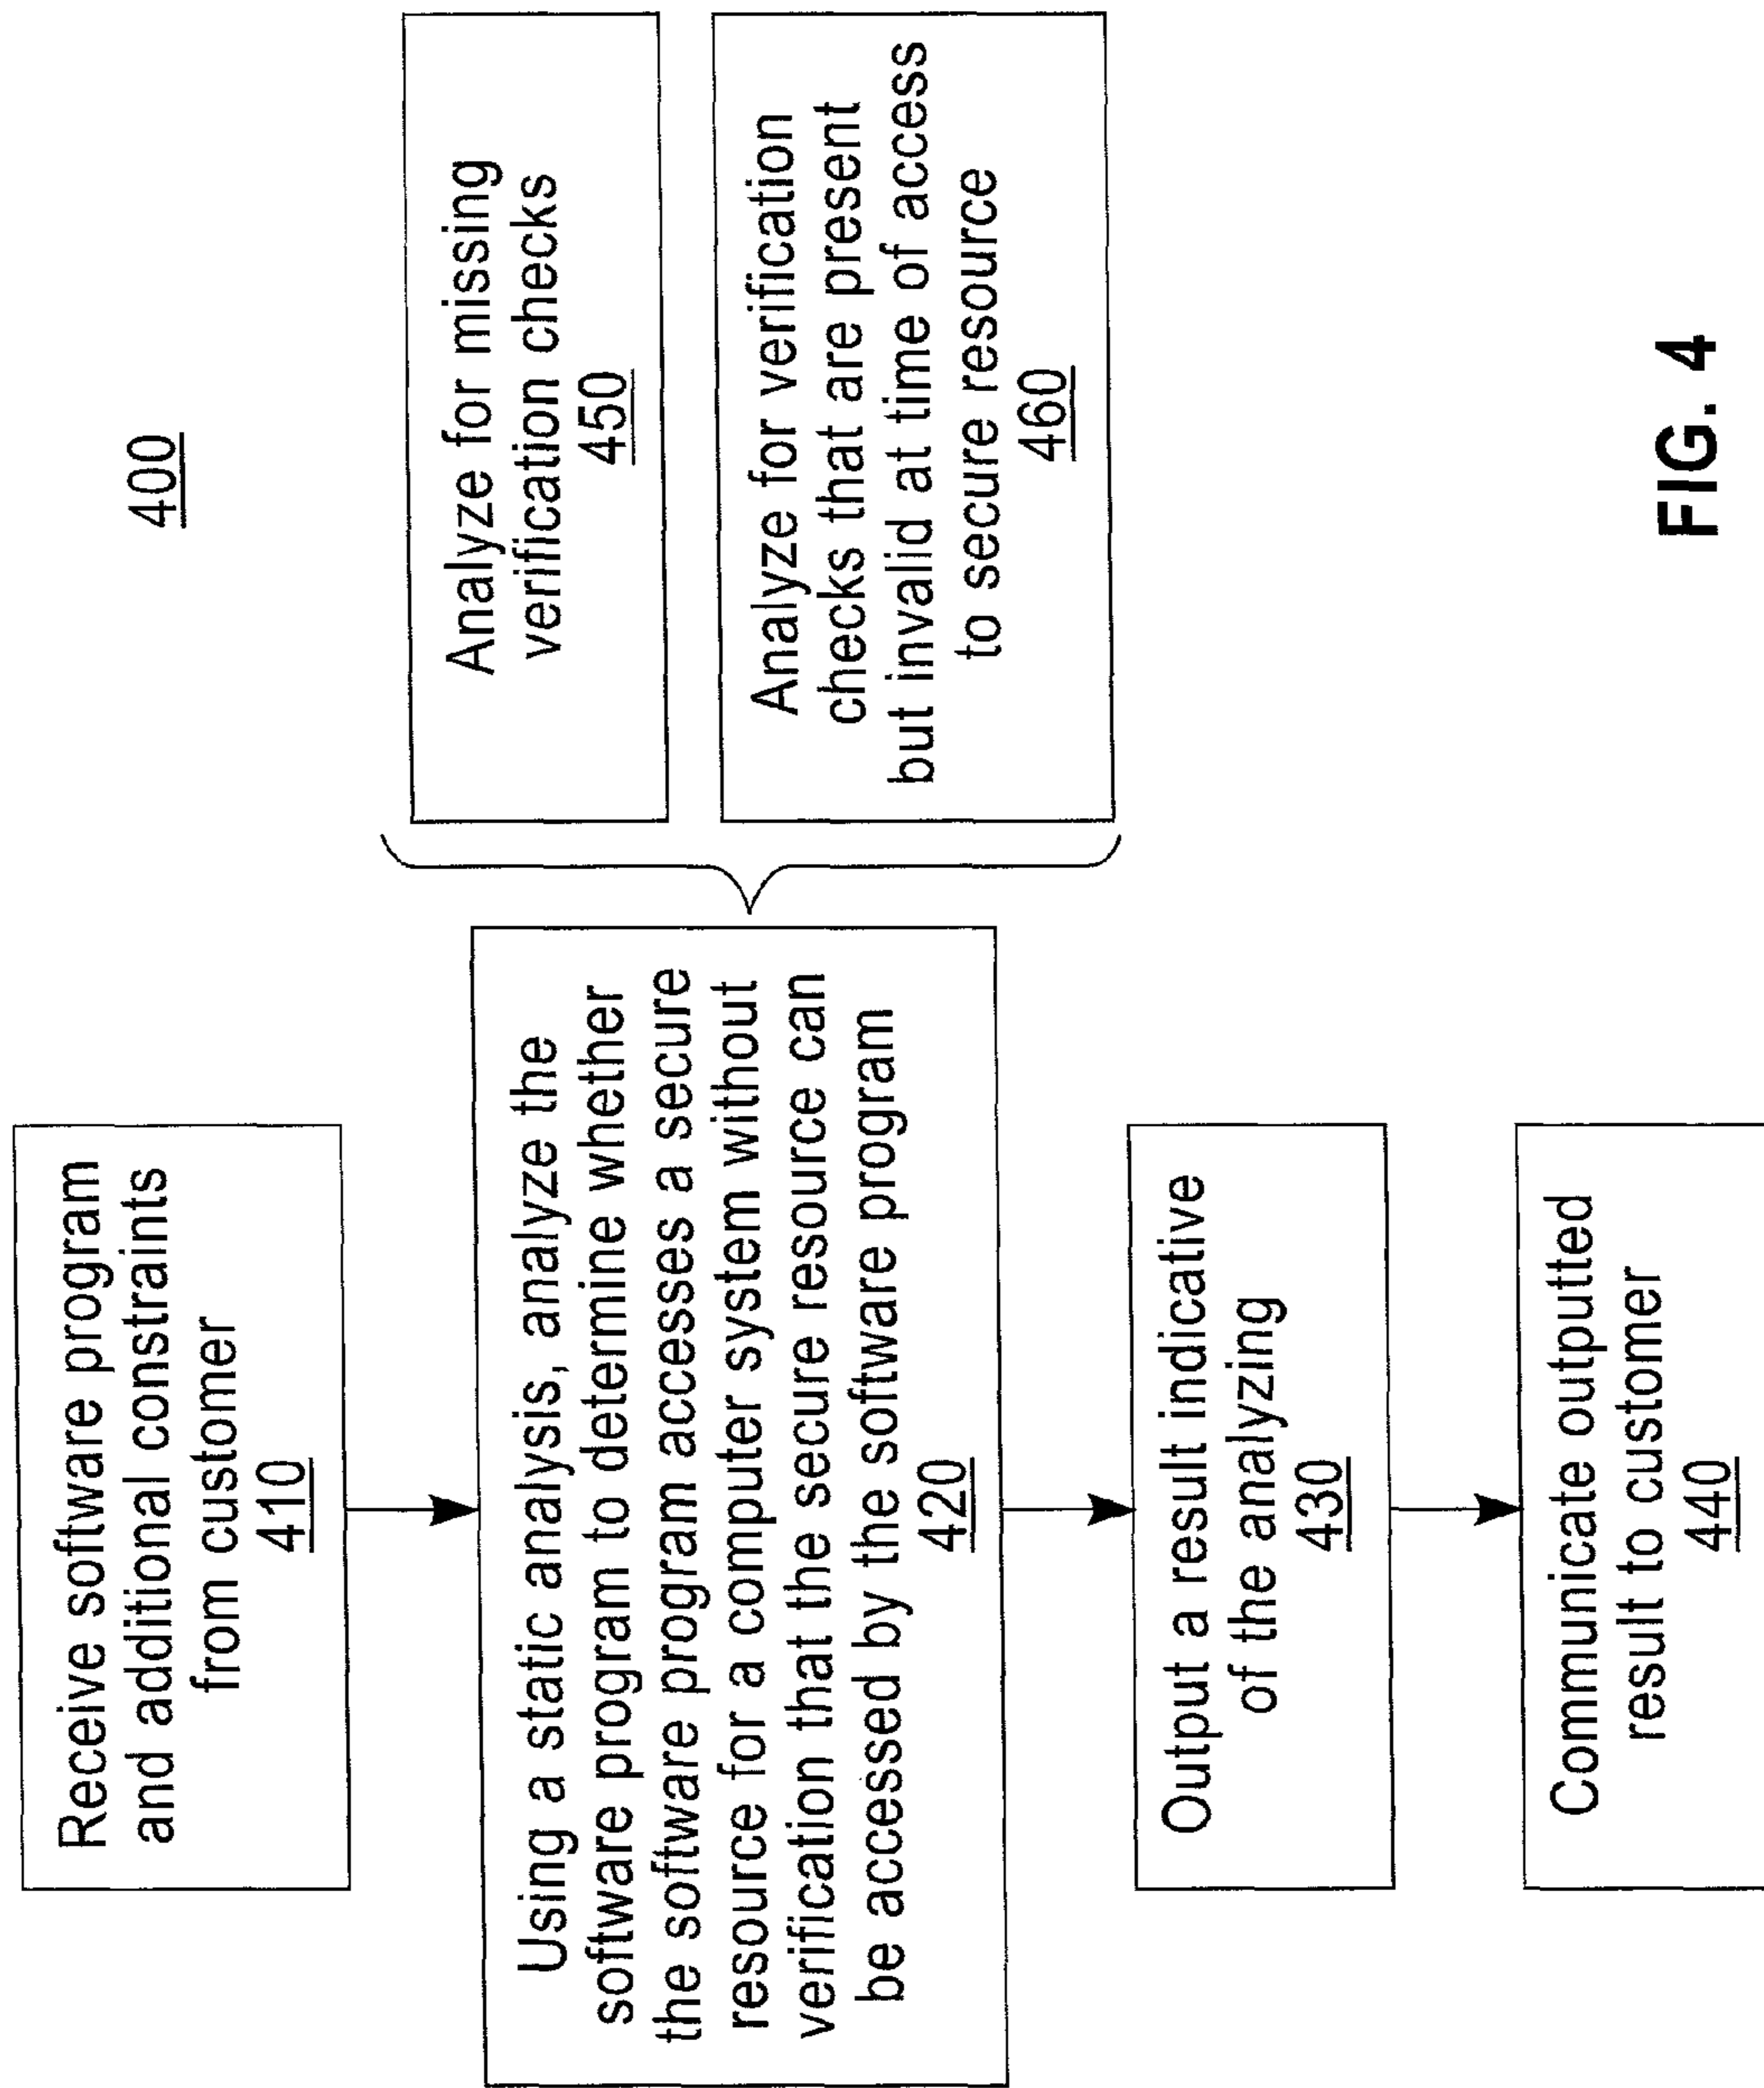 400
Receive software program
and additional constraints
from customer
410
Using a static analysis, analyze the
software program to determine whether
the software program accesses a secure
resource for a computer system without
verification that the secure resource can
be accessed by the software program
420
Analyze for missing
verification checks
450
Analyze for verification
checks that are present
but invalid at time of access
to secure resource
460
Output a result indicative
of the analyzing
430
Communicate outputted
result to customer
440
FIG. 4